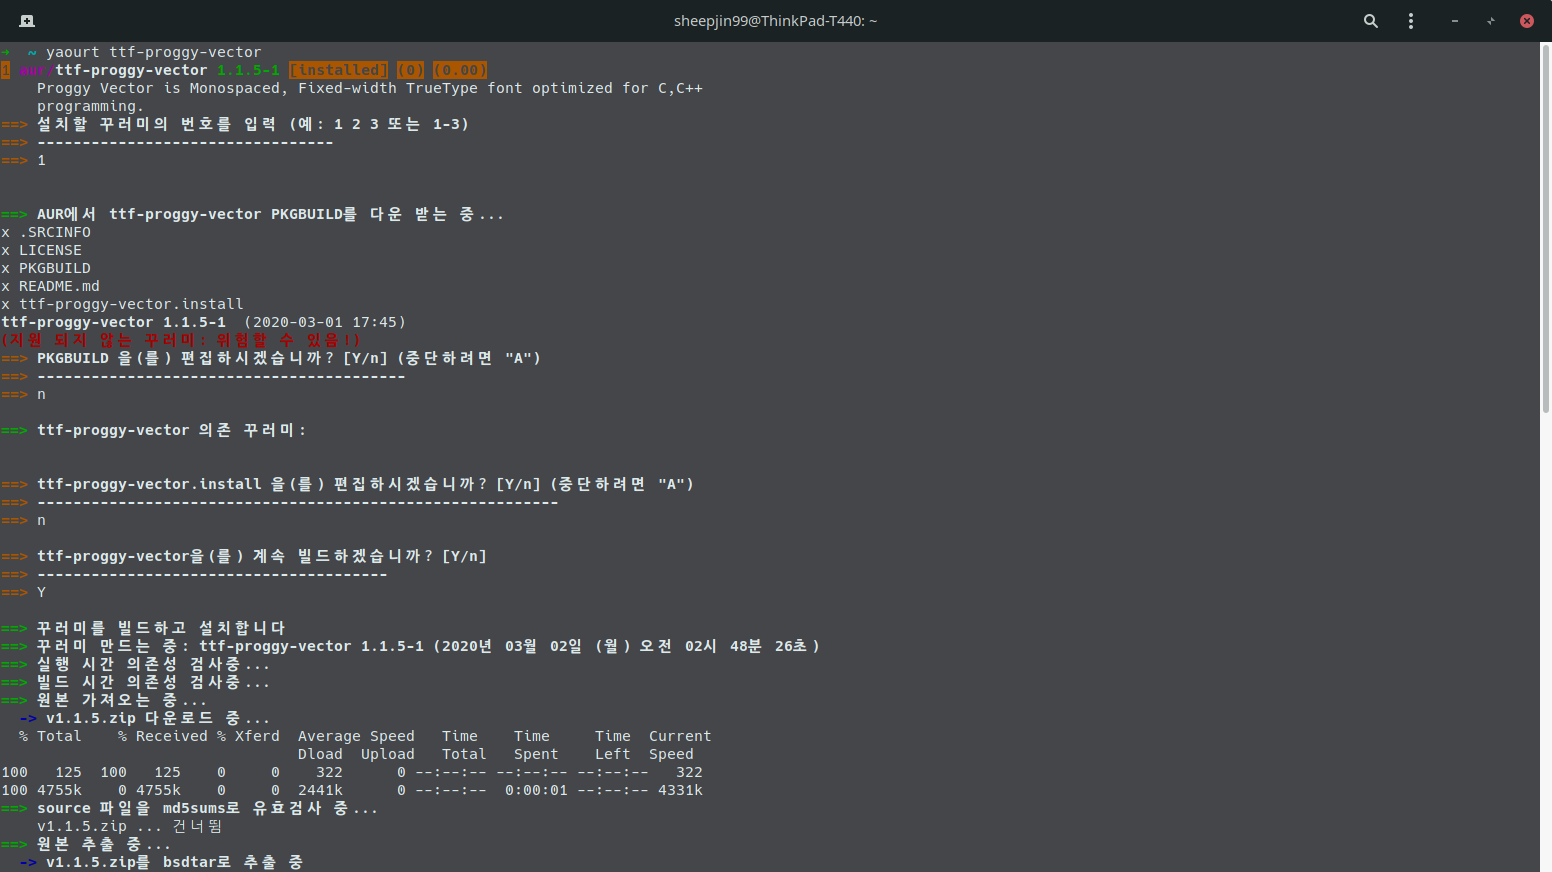 sheepjin99@ThinkPad-T440: ~
➜  ~ yaourt ttf-proggy-vector
1 aur/ttf-proggy-vector 1.1.5-1 [installed] (0) (0.00)
    Proggy Vector is Monospaced, Fixed-width TrueType font optimized for C,C++
    programming.
==> 설치할 꾸러미의 번호를 입력 (예: 1 2 3 또는 1-3)
==> ---------------------------------
==> 1
==> AUR에서 ttf-proggy-vector PKGBUILD를 다운 받는 중...
x .SRCINFO
x LICENSE
x PKGBUILD
x README.md
x ttf-proggy-vector.install
ttf-proggy-vector 1.1.5-1  (2020-03-01 17:45)
(지원 되지 않는 꾸러미: 위험할 수 있음!)
==> PKGBUILD 을(를) 편집하시겠습니까? [Y/n] (중단하려면 "A")
==> -----------------------------------------
==> n
==> ttf-proggy-vector 의존 꾸러미:
==> ttf-proggy-vector.install 을(를) 편집하시겠습니까? [Y/n] (중단하려면 "A")
==> ----------------------------------------------------------
==> n
==> ttf-proggy-vector을(를) 계속 빌드하겠습니까? [Y/n]
==> ---------------------------------------
==> Y
==> 꾸러미를 빌드하고 설치합니다
==> 꾸러미 만드는 중: ttf-proggy-vector 1.1.5-1 (2020년 03월 02일 (월) 오전 02시 48분 26초)
==> 실행 시간 의존성 검사중...
==> 빌드 시간 의존성 검사중...
==> 원본 가져오는 중...
  -> v1.1.5.zip 다운로드 중...
  % Total    % Received % Xferd  Average Speed   Time    Time     Time  Current
                                 Dload  Upload   Total   Spent    Left  Speed
100   125  100   125    0     0    322      0 --:--:-- --:--:-- --:--:--   322
100 4755k    0 4755k    0     0  2441k      0 --:--:--  0:00:01 --:--:-- 4331k
==> source 파일을 md5sums로 유효검사 중...
    v1.1.5.zip ... 건너뜀
==> 원본 추출 중...
  -> v1.1.5.zip를 bsdtar로 추출 중